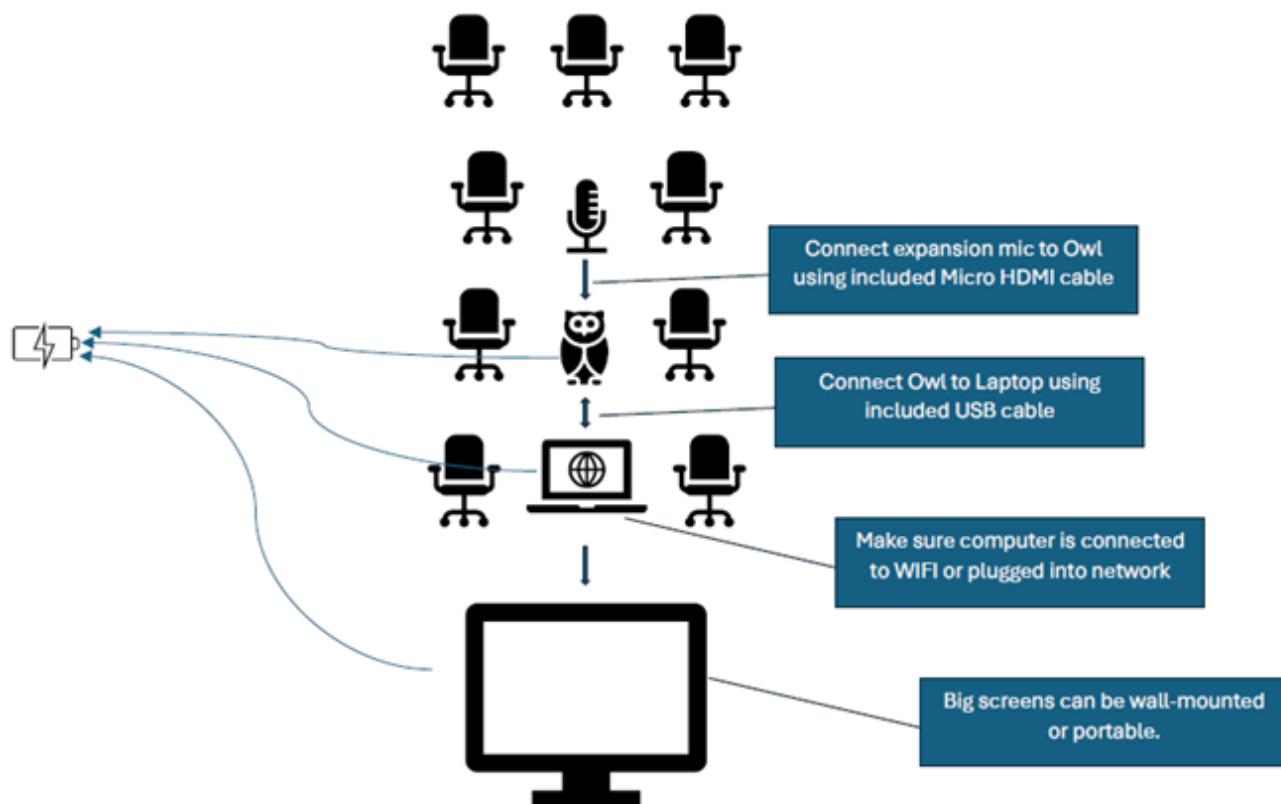 Connect expansion mic to Owl
using included Micro HDMI cable
Connect Owl to Laptop using
included USB cable
Make sure computer is connected
to WIFI or plugged into network
Big screens can be wall-mounted
or portable.